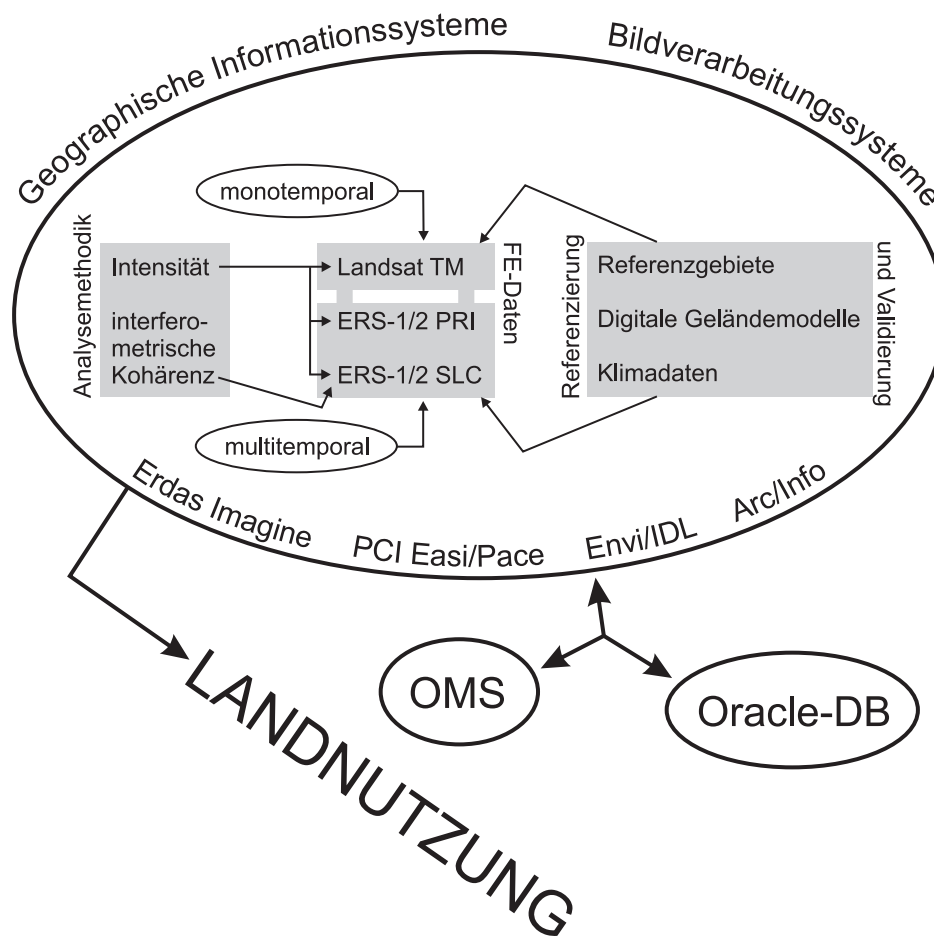 Geographische Informationssysteme
Bildverarbeitungssysteme
monotemporal
Analysemethodik
Intensität
interfero-
metrische
Kohärenz
Landsat TM
ERS-1/2 PRI
ERS-1/2 SLC
FE-Daten
multitemporal
Referenzierung
Referenzgebiete
Digitale Geländemodelle
Klimadaten
und Validierung
Erdas Imagine
PCI Easi/Pace
Envi/IDL
Arc/Info
OMS
Oracle-DB
LANDNUTZUNG